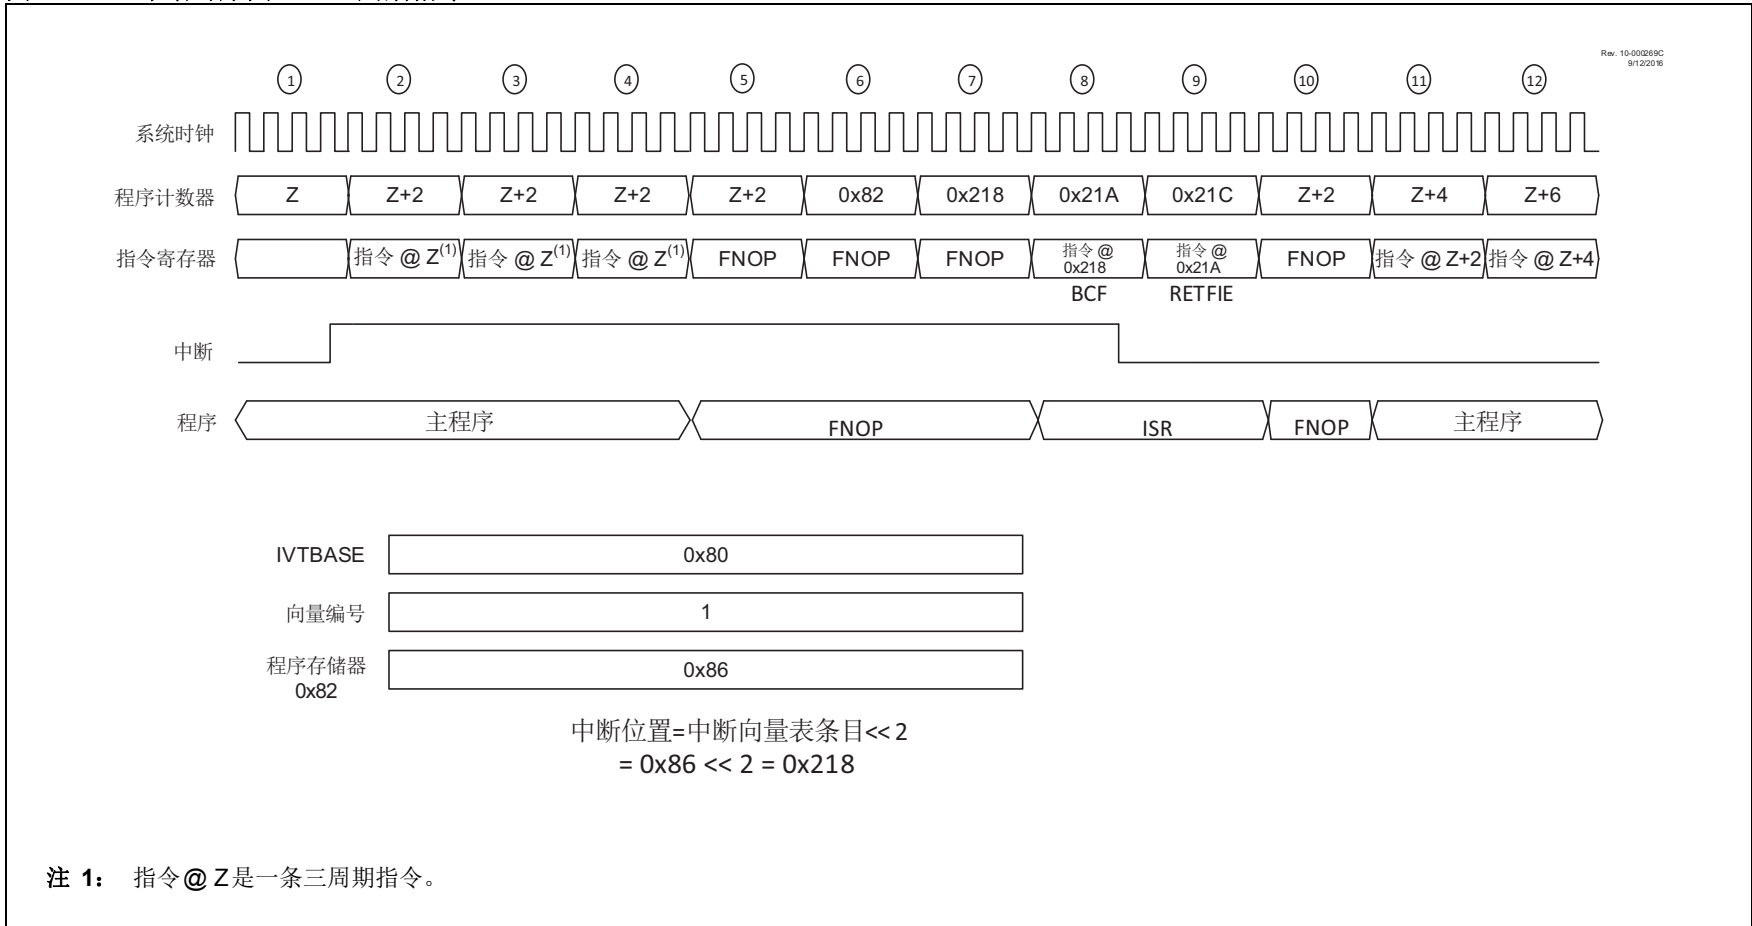 Rev. 10-000269C
9/12/2016
1 2 3 4 5 6 7 8 9 10 11 12
系统时钟
程序计数器 Z Z+2 Z+2 Z+2 Z+2 0x82 0x218 0x21A 0x21C Z+2 Z+4 Z+6
指令寄存器 指令 @ Z(1) 指令 @ Z(1) 指令 @ Z(1) FNOP FNOP FNOP 指令 @ 0x218 指令 @ 0x21A FNOP 指令 @ Z+2 指令 @ Z+4
BCF RETFIE
中断
程序 主程序 FNOP ISR FNOP 主程序
IVTBASE 0x80
向量编号 1
程序存储器 0x86
0x82
中断位置=中断向量表条目<< 2
= 0x86 << 2 = 0x218
注 1： 指令@ Z是一条三周期指令。